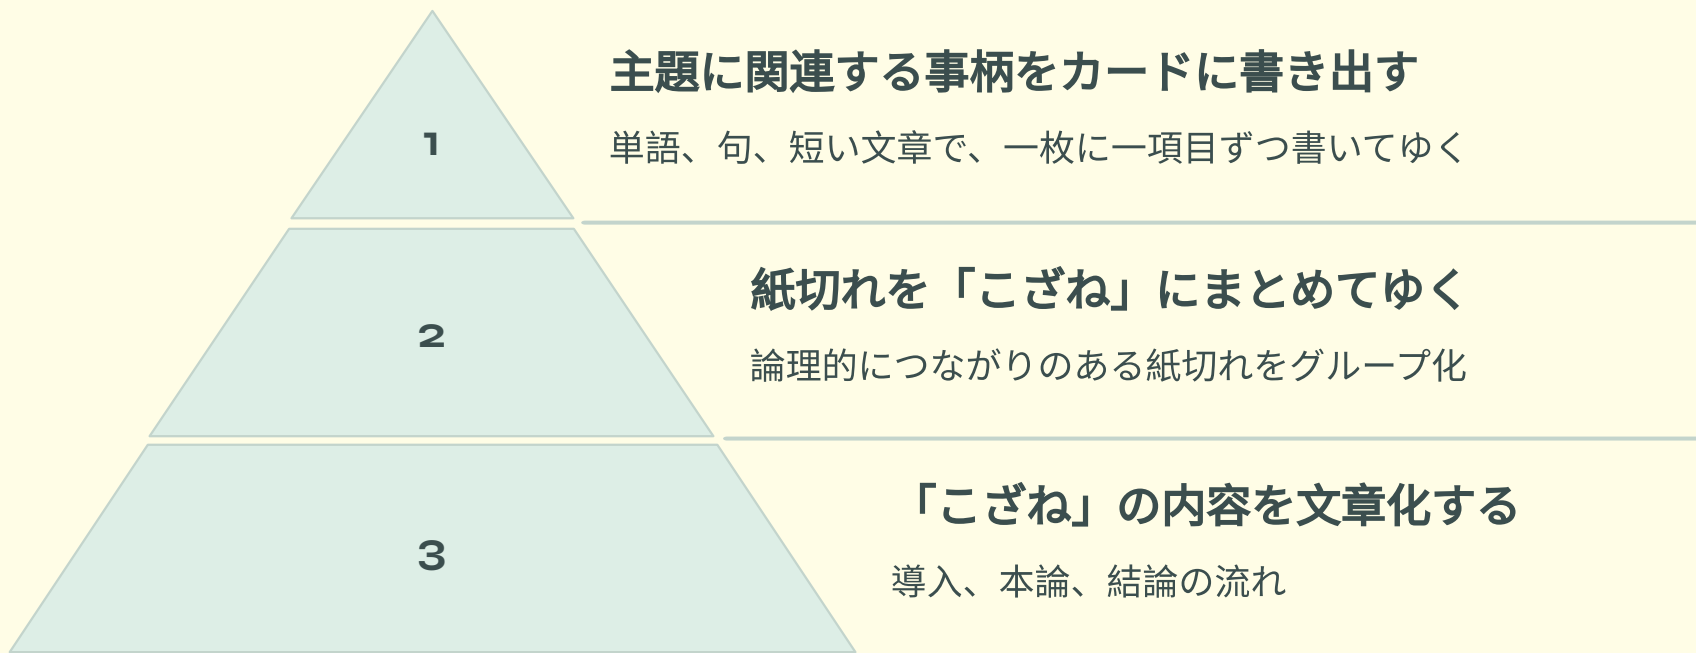 1
主題に関連する事柄をカードに書き出す
単語、句、短い文章で、一枚に一項目ずつ書いてゆく
2
紙切れを「こざね」にまとめてゆく
論理的につながりのある紙切れをグループ化
3
「こざね」の内容を文章化する
導入、本論、結論の流れ